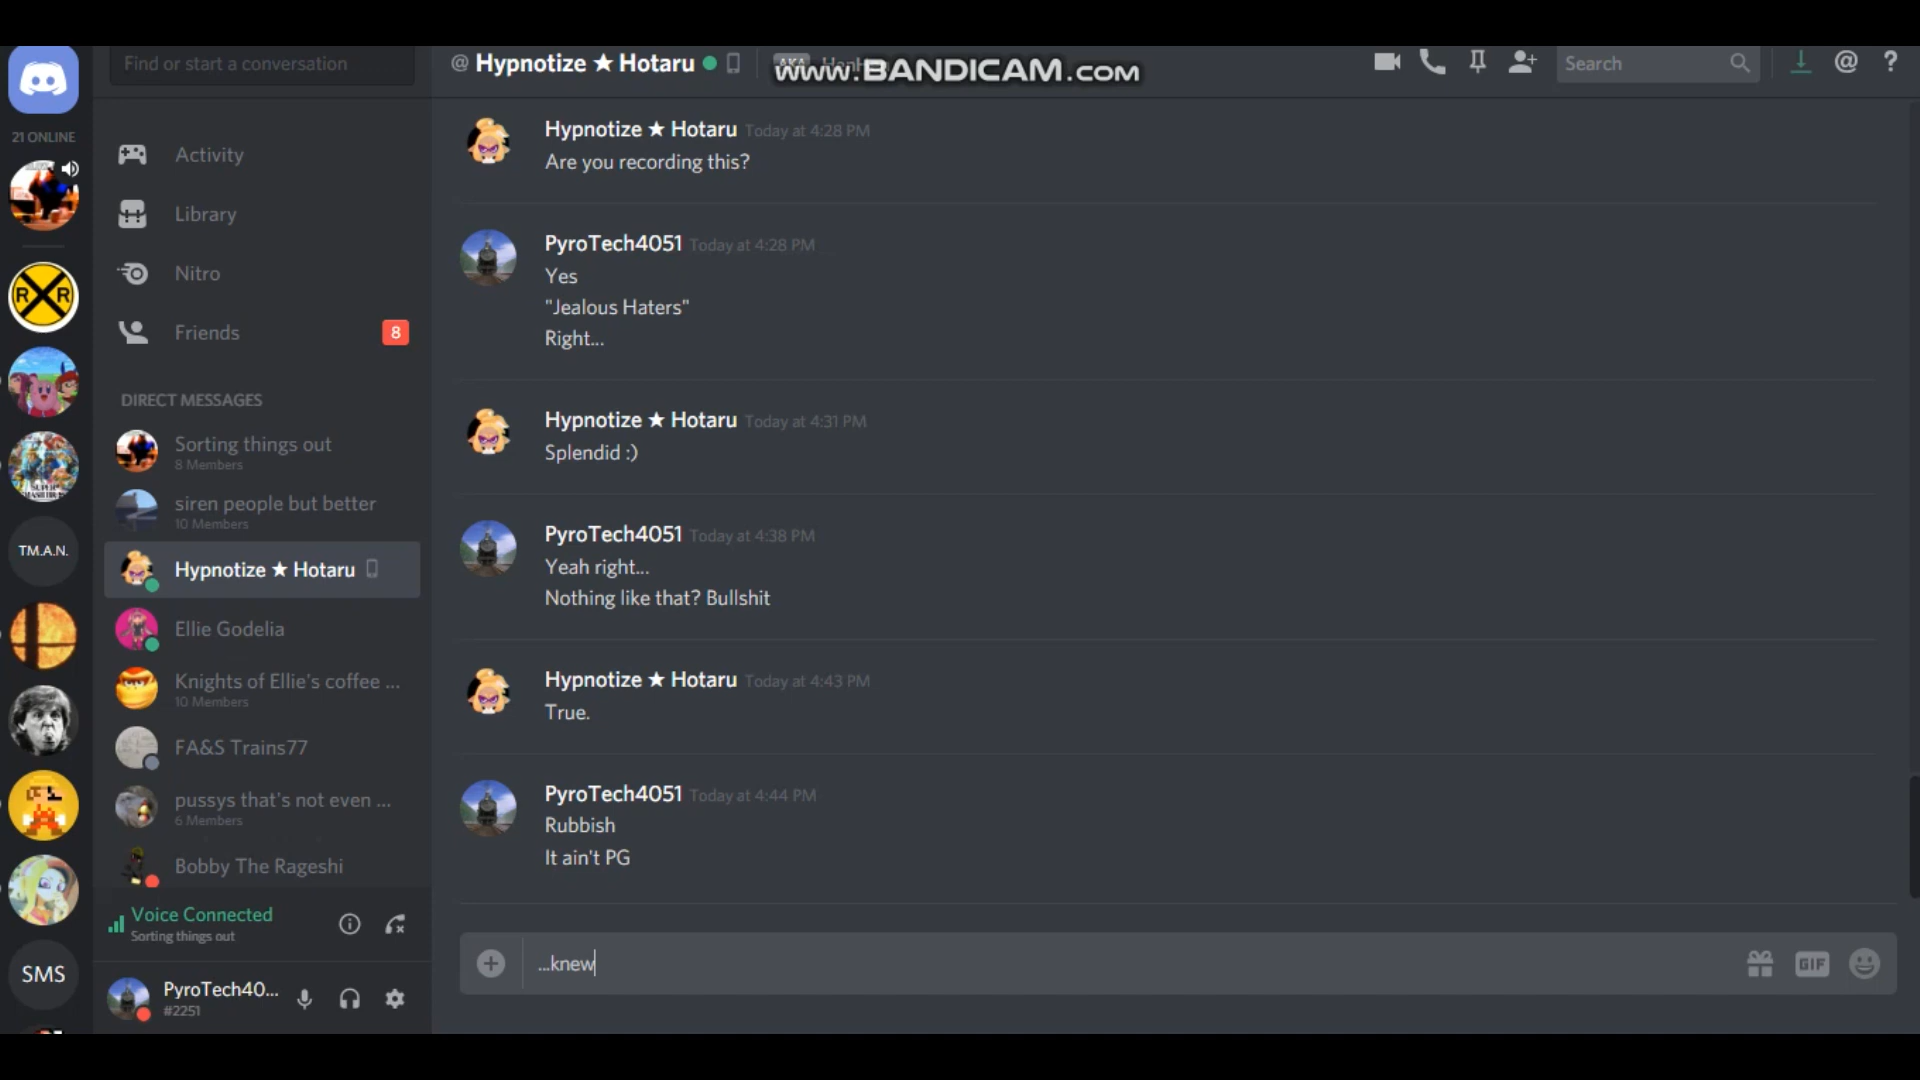 Find or start a conversation
@ Hypnotize ★ Hotaru
AKA
www.BANDICAM.com
Search
@
?
21 ONLINE
Activity
Library
Nitro
Friends
8
DIRECT MESSAGES
Sorting things out
8 Members
siren people but better
10 Members
Hypnotize ★ Hotaru
Ellie Godelia
Knights of Ellie's coffee ...
10 Members
FA&S Trains77
pussys that's not even ...
6 Members
Bobby The Rageshi
Voice Connected
Sorting things out
PyroTech40...
#2251
R R
TM.A.N.
SMS
Hypnotize ★ Hotaru Today at 4:28 PM
Are you recording this?
PyroTech4051 Today at 4:28 PM
Yes
"Jealous Haters"
Right...
Hypnotize ★ Hotaru Today at 4:31 PM
Splendid :)
PyroTech4051 Today at 4:38 PM
Yeah right...
Nothing like that? Bullshit
Hypnotize ★ Hotaru Today at 4:43 PM
True.
PyroTech4051 Today at 4:44 PM
Rubbish
It ain't PG
...knew
GIF